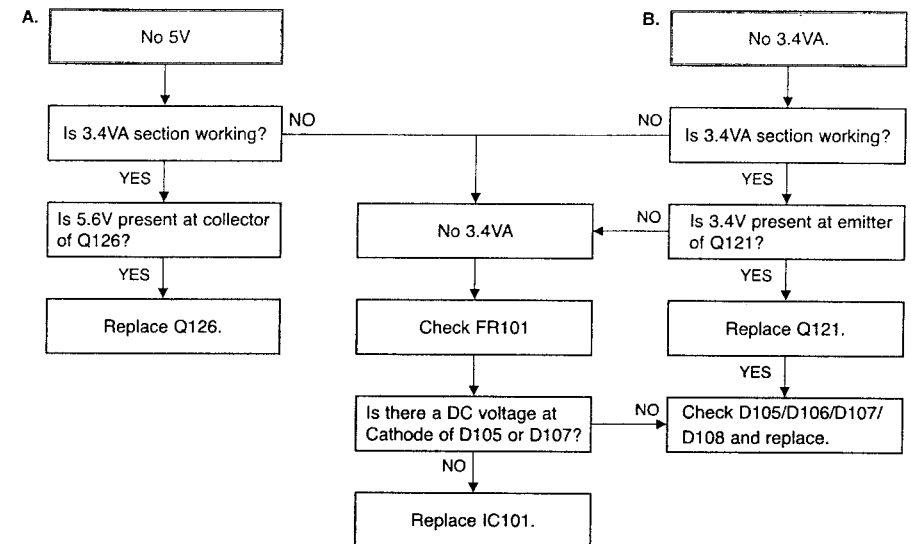 A.
No 5V
Is 3.4VA section working?
NO
YES
Is 5.6V present at collector
of Q126?
YES
Replace Q126.
No 3.4VA
Check FR101
Is there a DC voltage at
Cathode of D105 or D107?
NO
NO
Replace IC101.
B.
No 3.4VA.
NO
Is 3.4VA section working?
YES
NO
Is 3.4V present at emitter
of Q121?
YES
Replace Q121.
YES
Check D105/D106/D107/
D108 and replace.